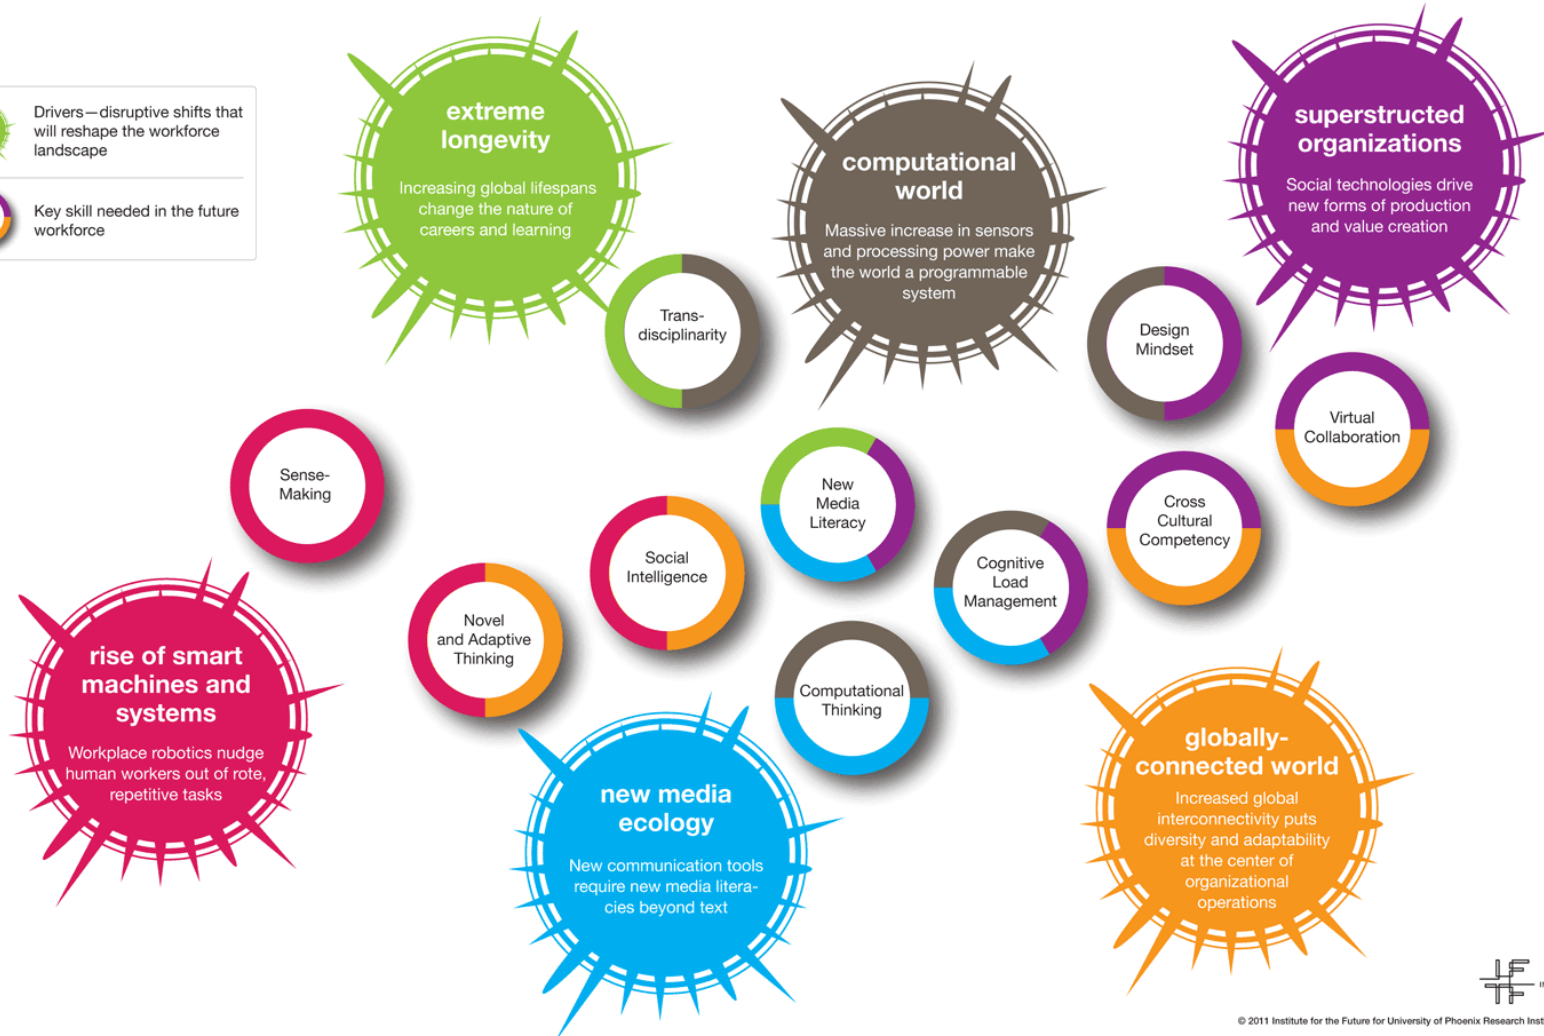 Drivers—disruptive shifts that
will reshape the workforce
landscape
Key skill needed in the future
workforce
extreme
longevity
Increasing global lifespans
change the nature of
careers and learning
computational
world
Massive increase in sensors
and processing power make
the world a programmable
system
superstructed
organizations
Social technologies drive
new forms of production
and value creation
Trans-
disciplinarity
Design
Mindset
Virtual
Collaboration
Sense-
Making
New
Media
Literacy
Cross
Cultural
Competency
Social
Intelligence
Cognitive
Load
Management
Novel
and Adaptive
Thinking
Computational
Thinking
rise of smart
machines and
systems
Workplace robotics nudge
human workers out of rote,
repetitive tasks
new media
ecology
New communication tools
require new media litera-
cies beyond text
globally-
connected world
Increased global
interconnectivity puts
diversity and adaptability
at the center of
organizational
operations
IFTF
© 2011 Institute for the Future for University of Phoenix Research Inst